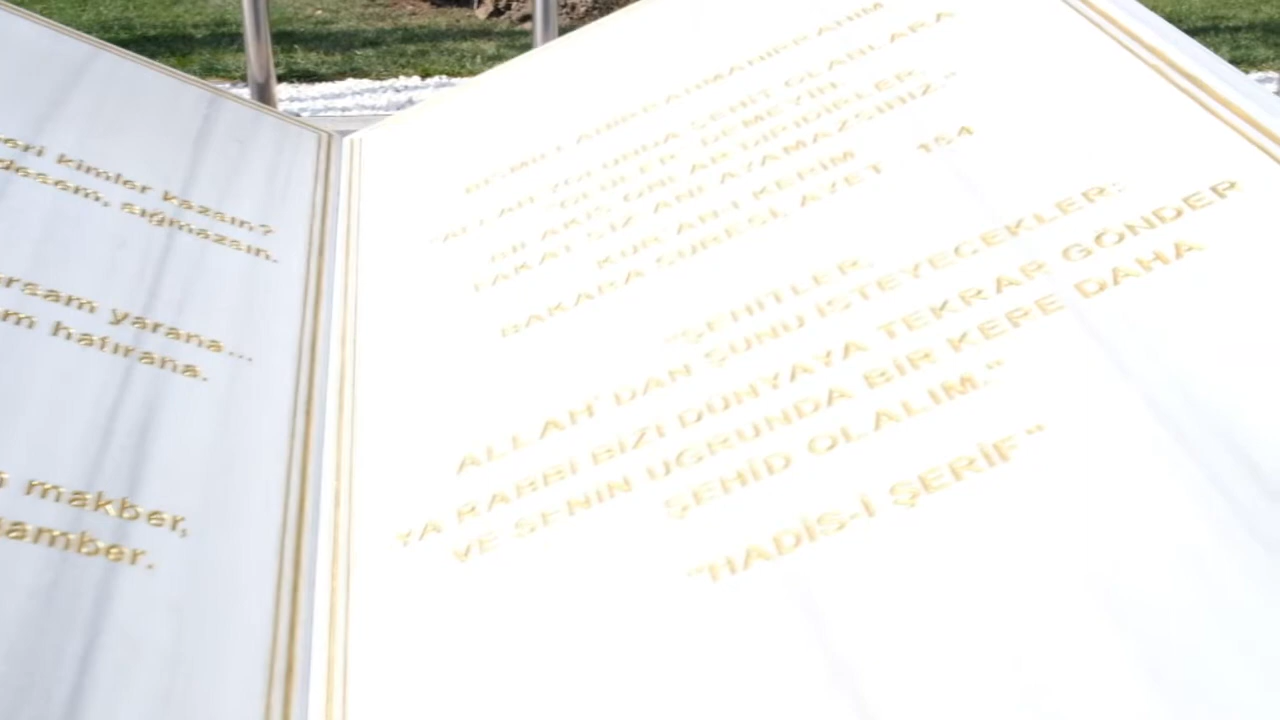 eri kimler kazsın?
desem, sığmazsın.
rsam yarana...
m hatırana.
makber,
amber.
BİSMİLLAHİRRAHMANİRRAHİM
"ALLAH YOLUNDA ŞEHİT OLANLARA
"ÖLÜLER" DEMEYİN.
BİLAKİS ONLAR DİRİDİRLER
FAKAT SİZ ANLAYAMAZSINIZ."
KUR'AN-I KERİM
BAKARA SURESİ, AYET 154
"ŞEHİTLER,
ALLAH'DAN ŞUNU İSTEYECEKLER:
YA RABBİ BİZİ DÜNYAYA TEKRAR GÖNDER
VE SENİN UĞRUNDA BİR KEPE DAHA
ŞEHİD OLALIM."
"HADİS-İ ŞERİF"